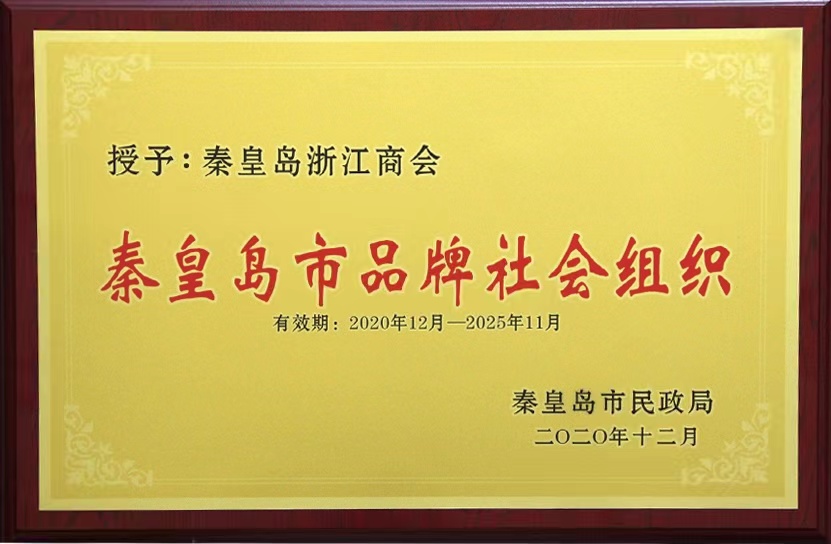 授予：秦皇岛浙江商会
秦皇岛市品牌社会组织
有效期：2020年12月—2025年11月
秦皇岛市民政局
二〇二〇年十二月